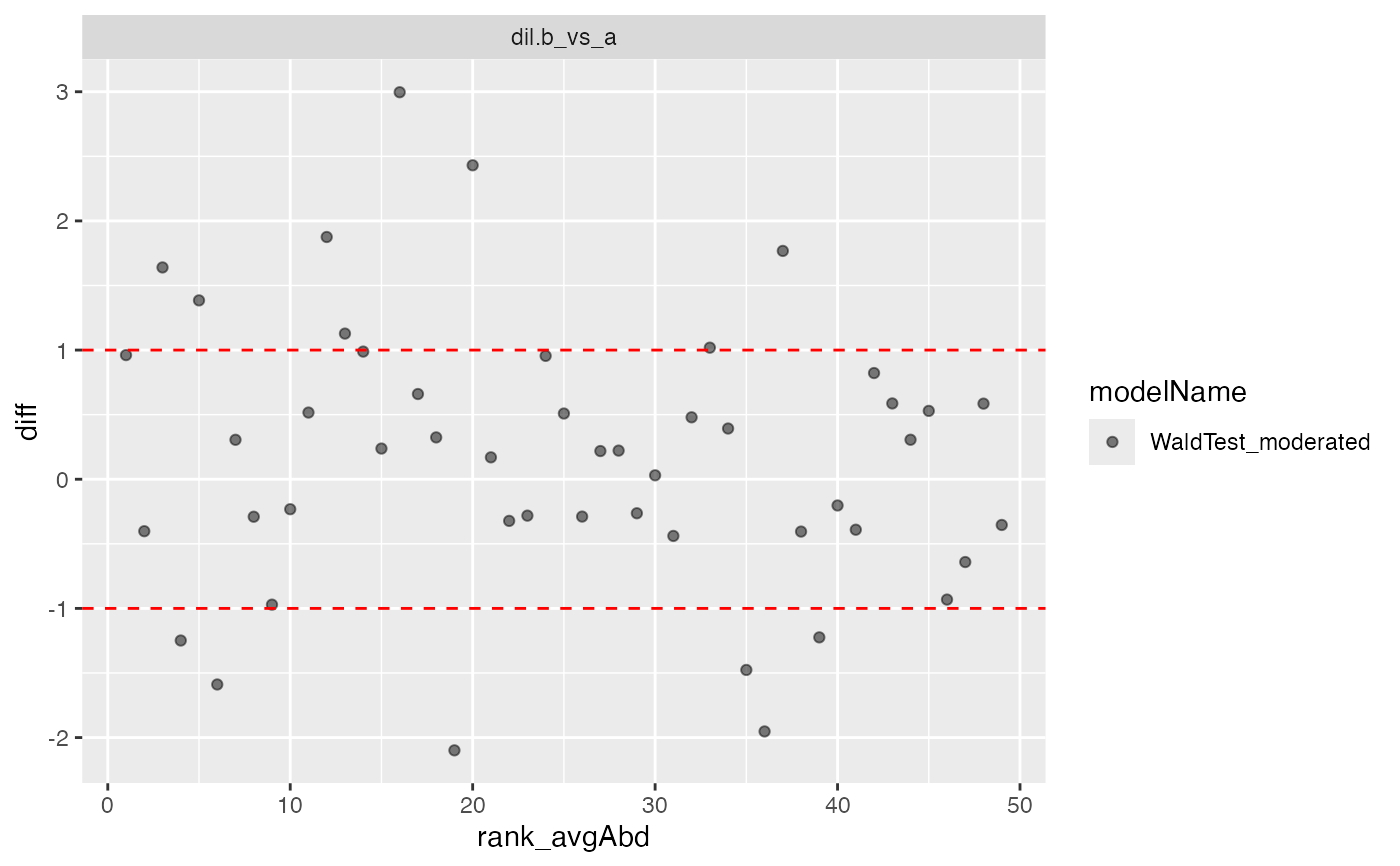 dil.b_vs_a
3
2
1
0
-1
-2
diff
0 10 20 30 40 50
rank_avgAbd
modelName
WaldTest_moderated